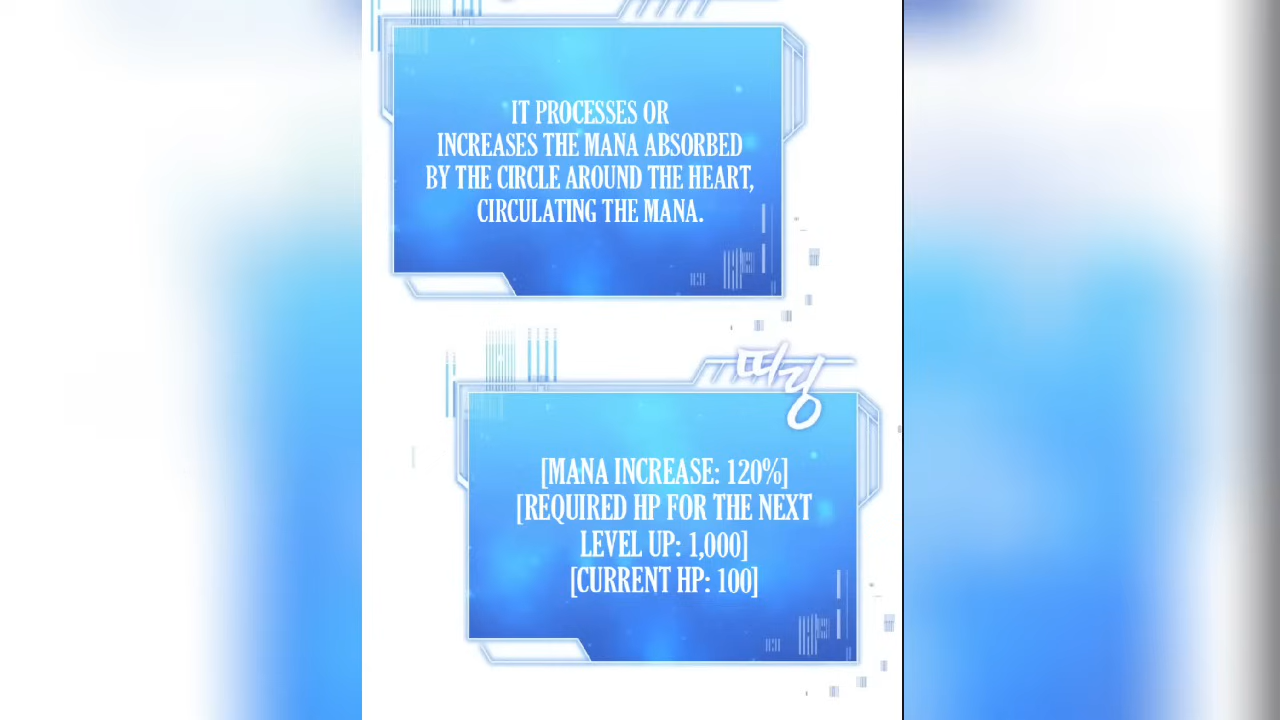 IT PROCESSES OR
INCREASES THE MANA ABSORBED
BY THE CIRCLE AROUND THE HEART,
CIRCULATING THE MANA.
띠링
[MANA INCREASE: 120%]
[REQUIRED HP FOR THE NEXT
LEVEL UP: 1,000]
[CURRENT HP: 100]